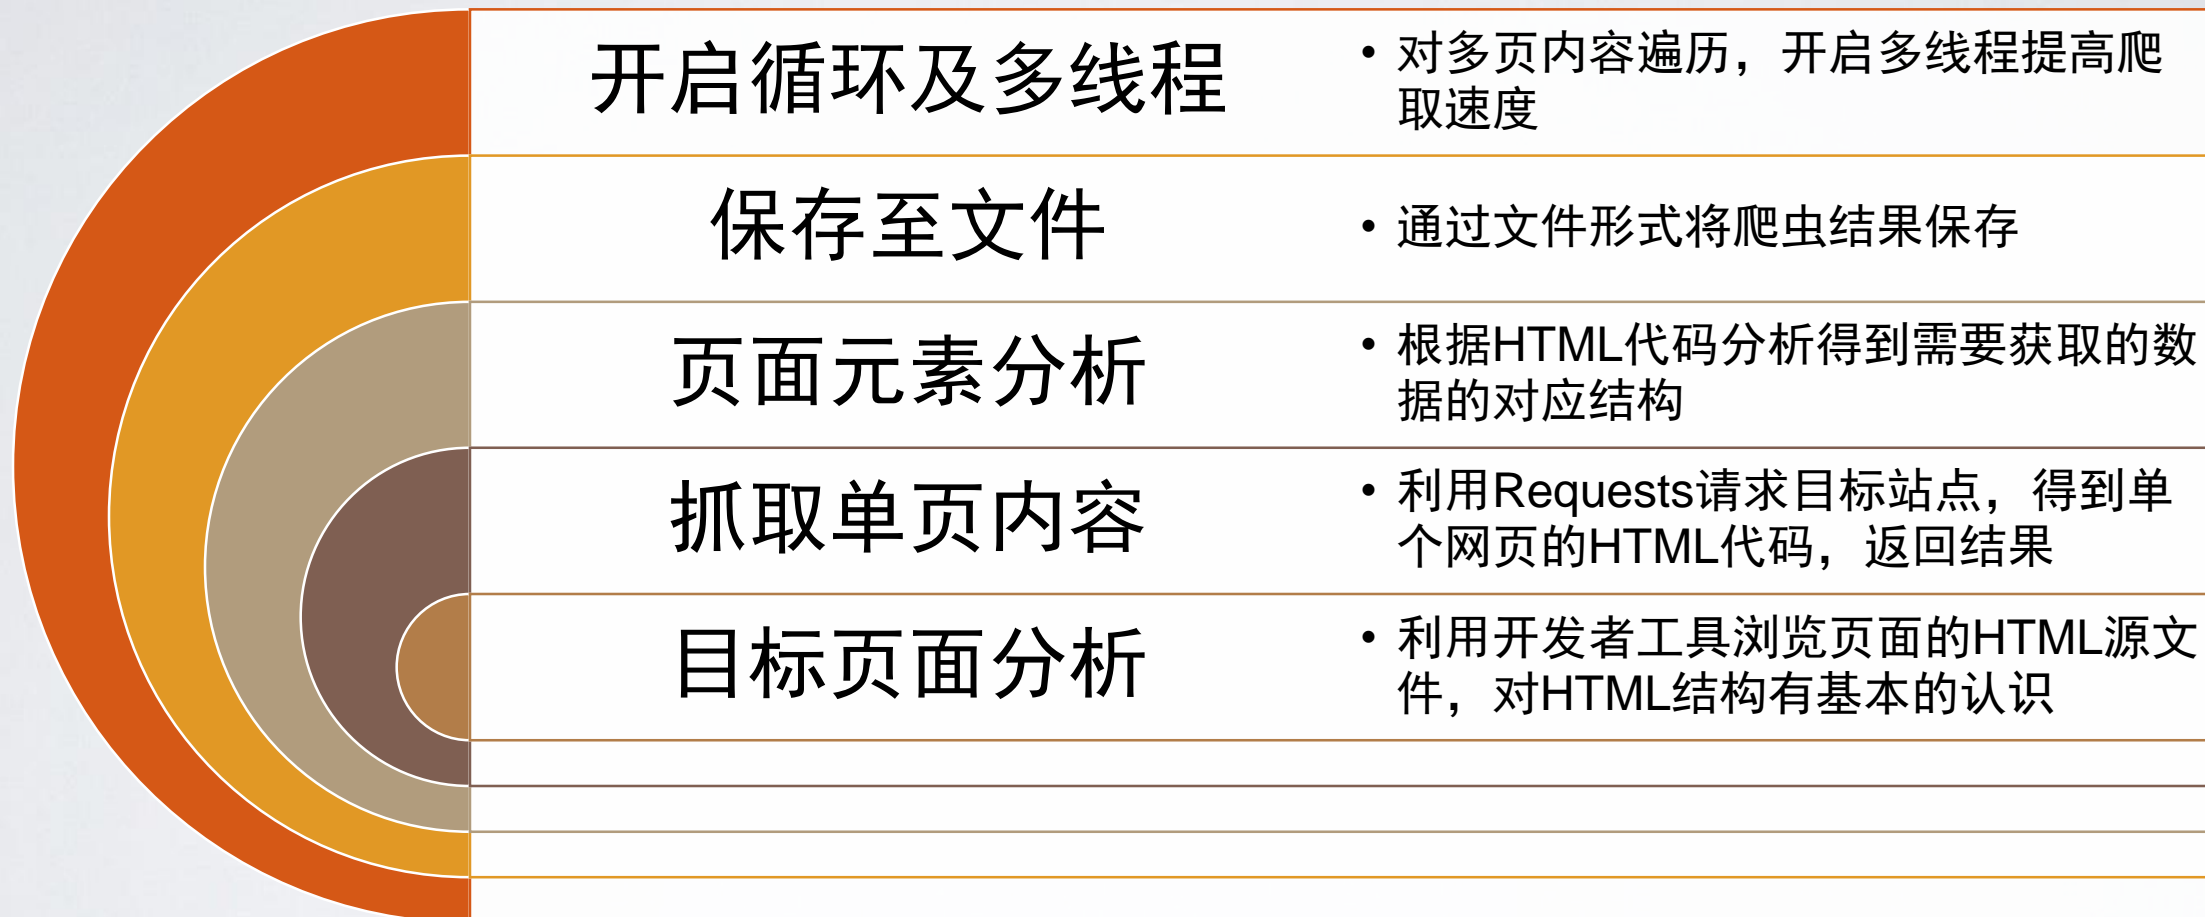 开启循环及多线程
• 对多页内容遍历，开启多线程提高爬
取速度
保存至文件
• 通过文件形式将爬虫结果保存
页面元素分析
• 根据HTML代码分析得到需要获取的数
据的对应结构
抓取单页内容
• 利用Requests请求目标站点，得到单
个网页的HTML代码，返回结果
目标页面分析
• 利用开发者工具浏览页面的HTML源文
件，对HTML结构有基本的认识